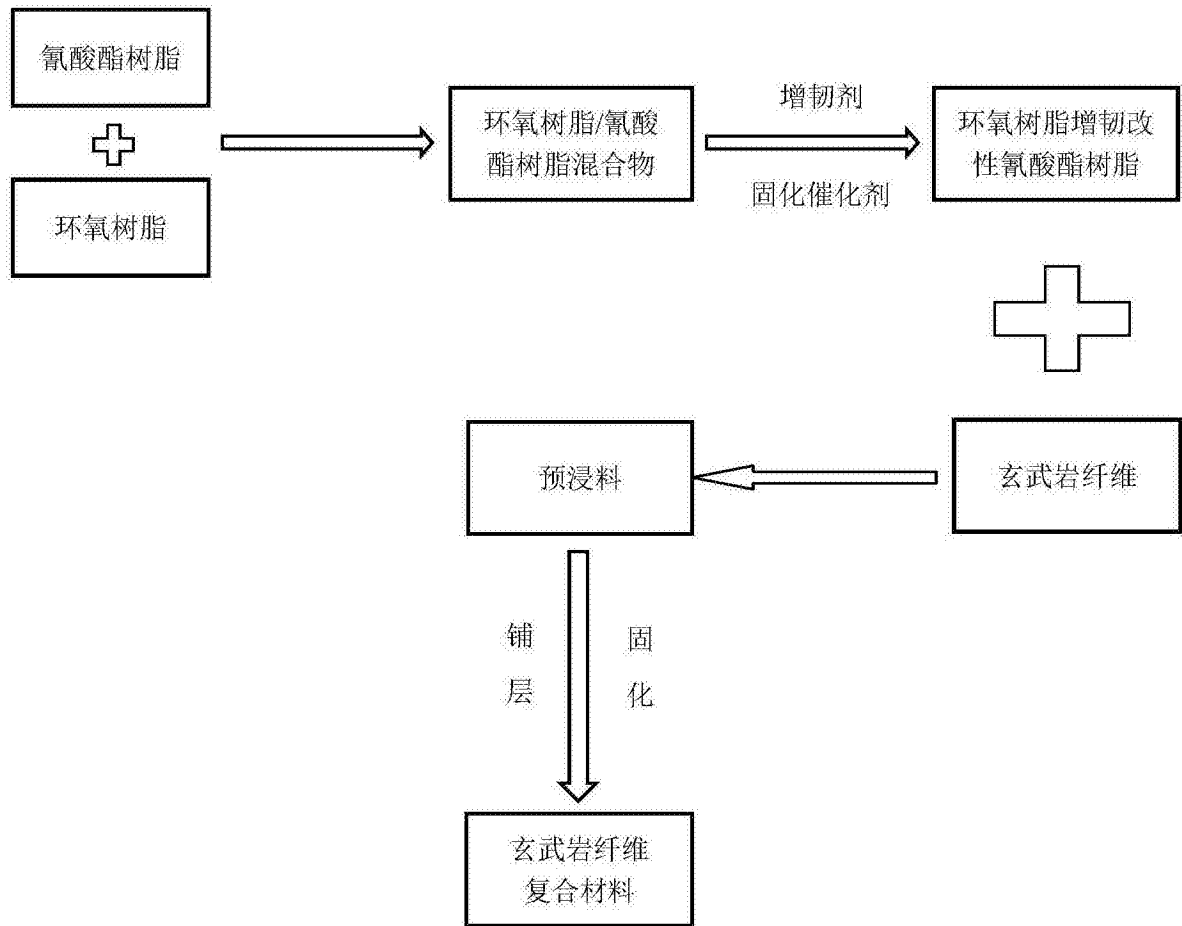 氰酸酯树脂
环氧树脂
环氧树脂/氰酸
酯树脂混合物
增韧剂
固化催化剂
环氧树脂增韧改
性氰酸酯树脂
玄武岩纤维
预浸料
铺层
固化
玄武岩纤维
复合材料